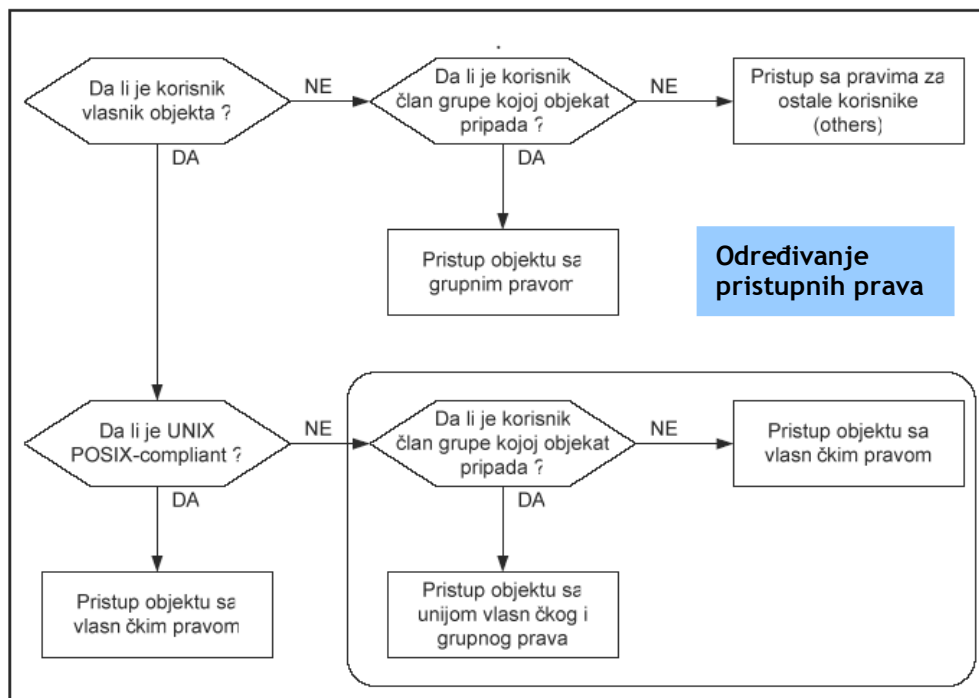 Da li je korisnik
vlasnik objekta ?
NE
Da li je korisnik
član grupe kojoj objekat
pripada ?
NE
Pristup sa pravima za
ostale korisnike
(others)
DA
DA
Pristup objektu sa
grupnim pravom
Određivanje
pristupnih prava
Da li je UNIX
POSIX-compliant ?
NE
Da li je korisnik
član grupe kojoj objekat
pripada ?
NE
Pristup objektu sa
vlasn čkim pravom
DA
DA
Pristup objektu sa
vlasn čkim pravom
Pristup objektu sa
unijom vlasn čkog i
grupnog prava